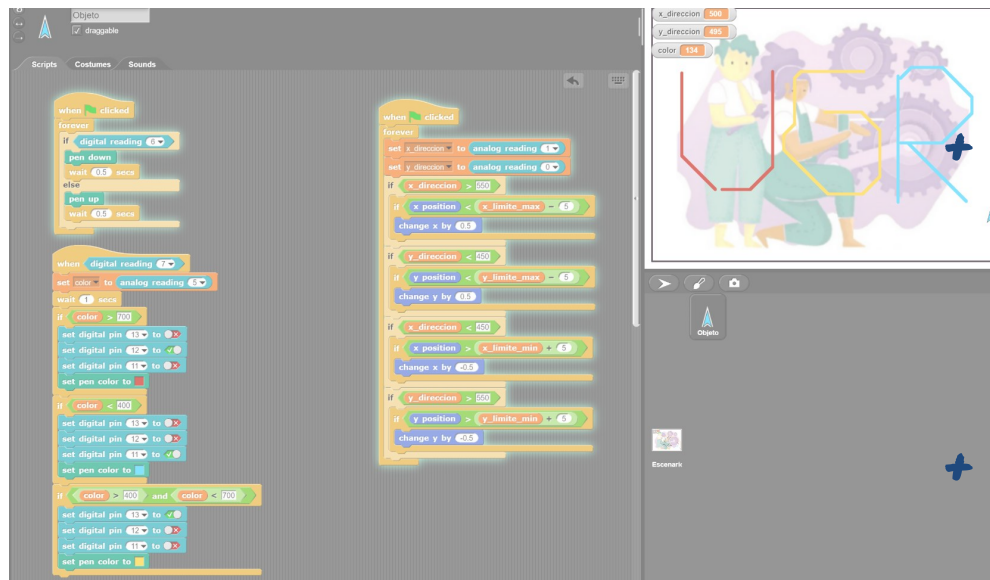 Objeto
draggable
Scripts Costumes Sounds
when clicked
forever
if digital reading 6
pen down
wait 0.5 secs
else
pen up
wait 0.5 secs
when digital reading 7
set color to analog reading 5
wait 1 secs
if color > 700
set digital pin 13 to
set digital pin 12 to
set digital pin 11 to
set pen color to
if color < 400
set digital pin 13 to
set digital pin 12 to
set digital pin 11 to
set pen color to
if color > 400 and color < 700
set digital pin 13 to
set digital pin 12 to
set digital pin 11 to
set pen color to
when clicked
forever
set x_direccion to analog reading 1
set y_direccion to analog reading 0
if x_direccion > 550
if x position < x_limite_max - 5
change x by 0.5
if y_direccion < 450
if y position < y_limite_max - 5
change y by 0.5
if x_direccion < 450
if x position > x_limite_min + 5
change x by -0.5
if y_direccion > 550
if y position > y_limite_min + 5
change y by -0.5
x_direccion 500
y_direccion 495
color 134
UCR
Objeto
Escenario